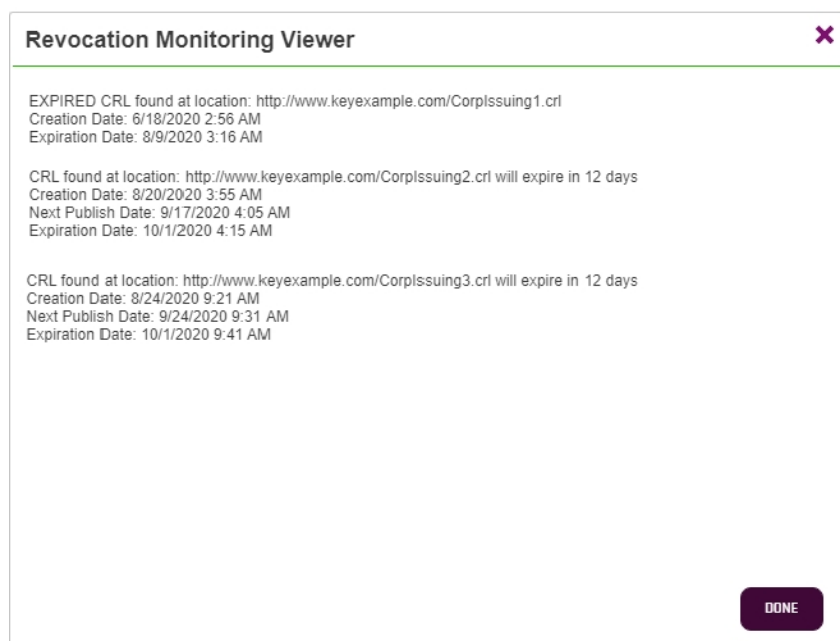 Revocation Monitoring Viewer
EXPIRED CRL found at location: http://www.keyexample.com/CorpIssuing1.crl
Creation Date: 6/18/2020 2:56 AM
Expiration Date: 8/9/2020 3:16 AM
CRL found at location: http://www.keyexample.com/CorpIssuing2.crl will expire in 12 days
Creation Date: 8/20/2020 3:55 AM
Next Publish Date: 9/17/2020 4:05 AM
Expiration Date: 10/1/2020 4:15 AM
CRL found at location: http://www.keyexample.com/CorpIssuing3.crl will expire in 12 days
Creation Date: 8/24/2020 9:21 AM
Next Publish Date: 9/24/2020 9:31 AM
Expiration Date: 10/1/2020 9:41 AM
DONE